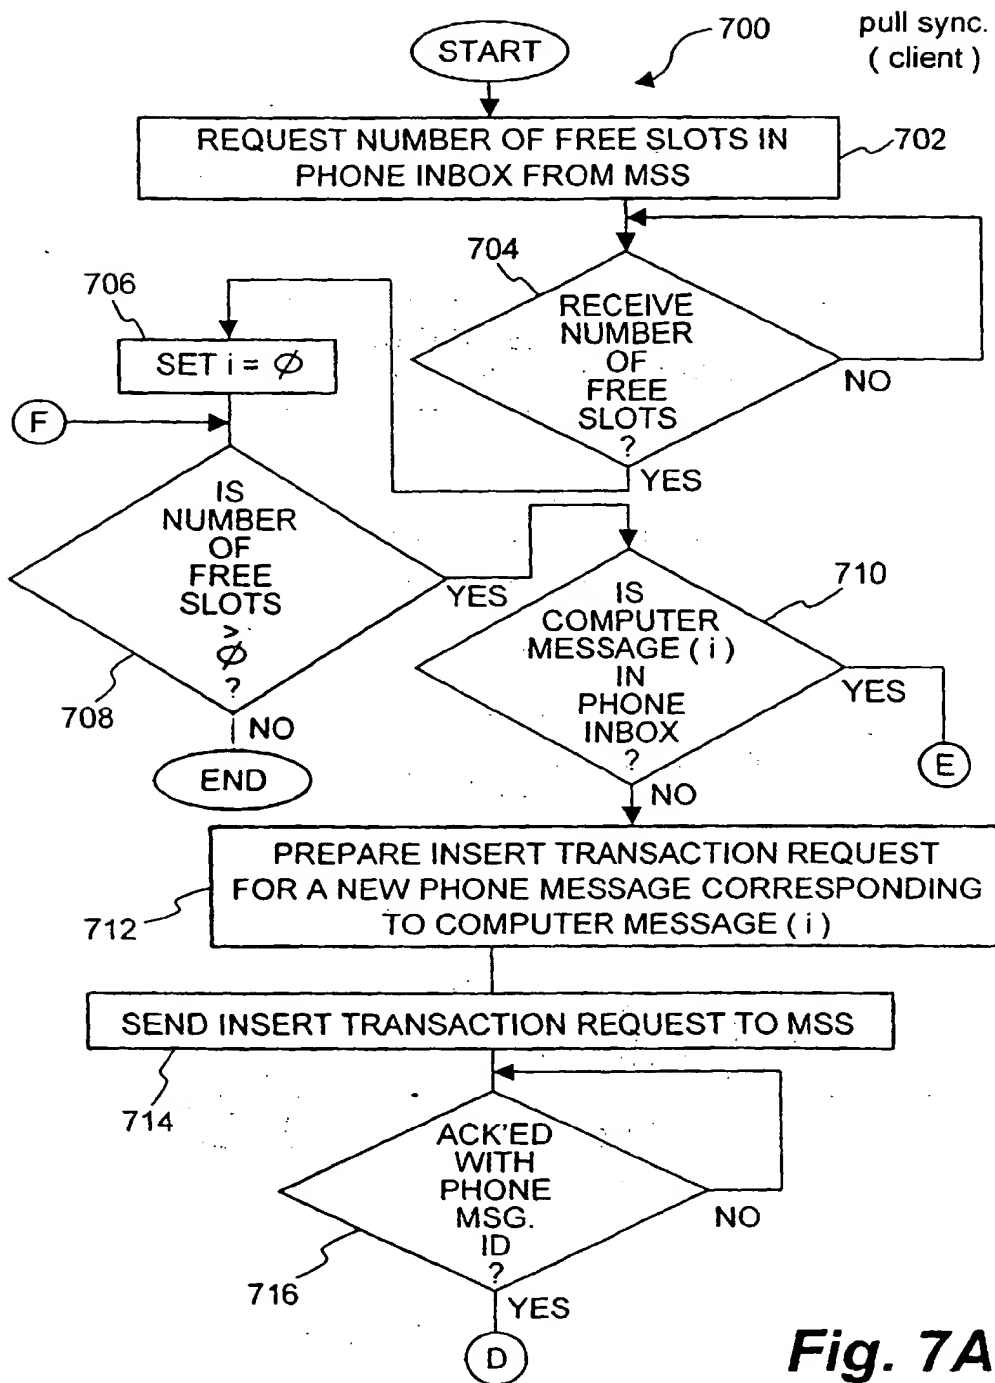 START
700
pull sync.
( client )
REQUEST NUMBER OF FREE SLOTS IN
PHONE INBOX FROM MSS
702
704
RECEIVE
NUMBER
OF
FREE
SLOTS
?
NO
YES
706
SET i = ∅
F
IS
NUMBER
OF
FREE
SLOTS
>
∅
?
YES
NO
708
END
710
IS
COMPUTER
MESSAGE ( i )
IN
PHONE
INBOX
?
YES
E
NO
PREPARE INSERT TRANSACTION REQUEST
FOR A NEW PHONE MESSAGE CORRESPONDING
TO COMPUTER MESSAGE ( i )
712
SEND INSERT TRANSACTION REQUEST TO MSS
714
ACK'ED
WITH
PHONE
MSG.
ID
?
NO
716
YES
D
Fig. 7A